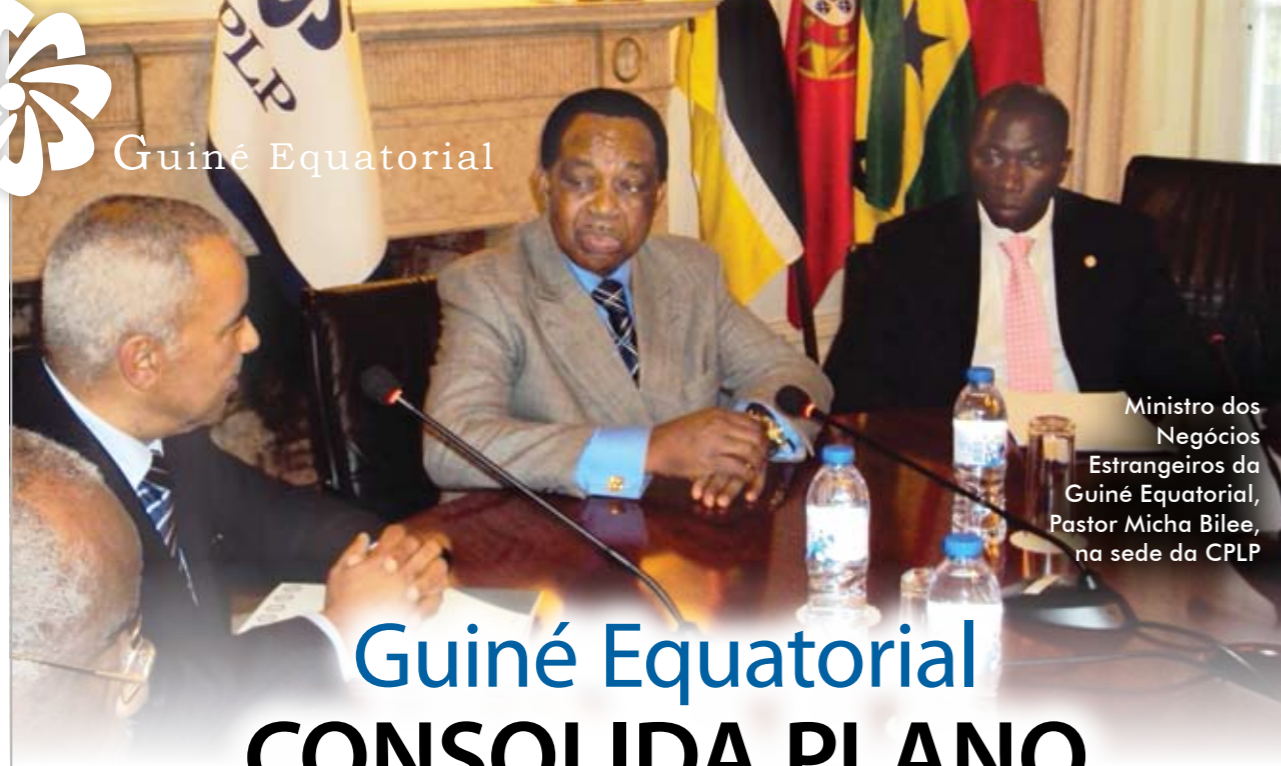 PLP
Guiné Equatorial
Ministro dos
Negócios
Estrangeiros da
Guiné Equatorial,
Pastor Micha Bilee,
na sede da CPLP
Guiné Equatorial
CONSOLIDA PLANO